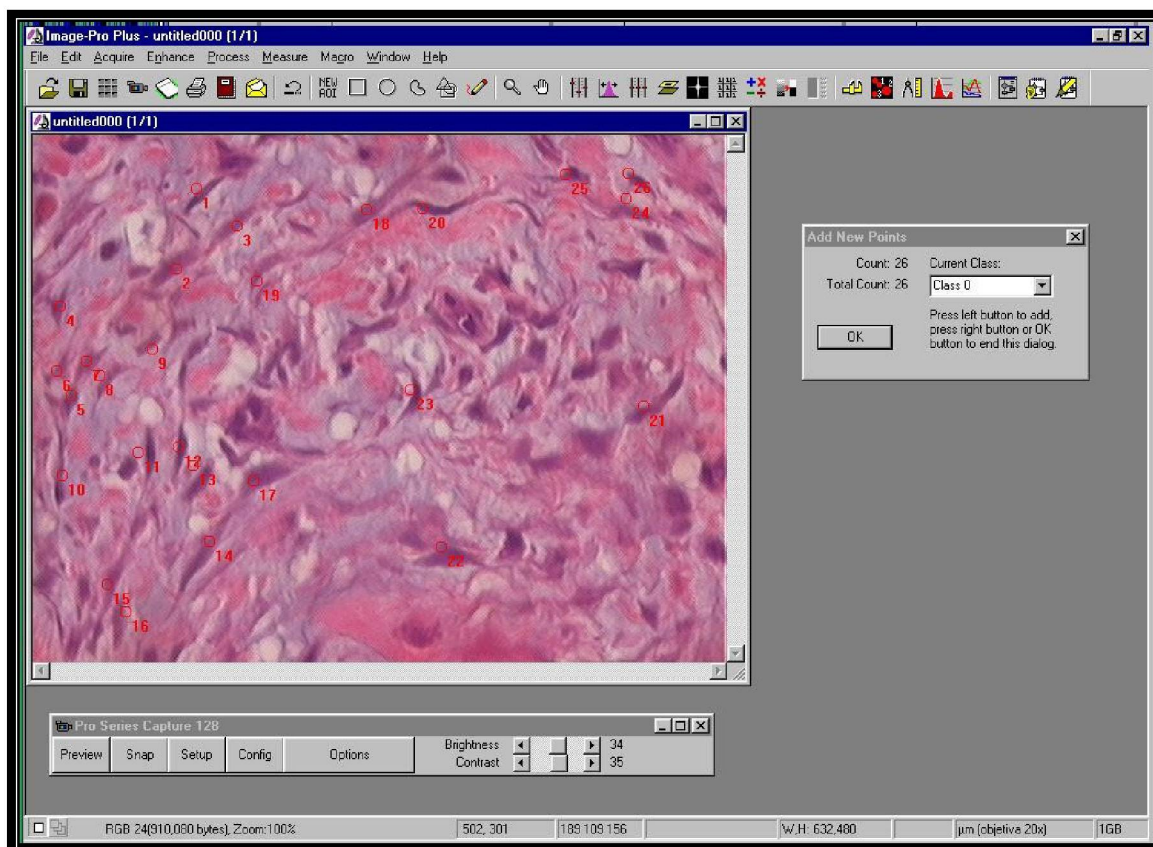 Image-Pro Plus - untitled000 (1/1)
File Edit Acquire Enhance Process Measure Macro Window Help
NEW AOI
untitled000 (1/1)
1
25
26
18
20
24
3
2
19
4
9
6
7
8
5
23
21
11
12
10
13
17
14
22
15
16
Add New Points
Count: 26 Current Class:
Total Count: 26 Class 0
Press left button to add,
press right button or OK
button to end this dialog.
OK
Pro Series Capture 128
Preview Snap Setup Config Options
Brightness 34
Contrast 35
RGB 24(910,080 bytes), Zoom:100% 502, 301 189 109 156 W,H: 632,480 µm (objetiva 20x) 1GB